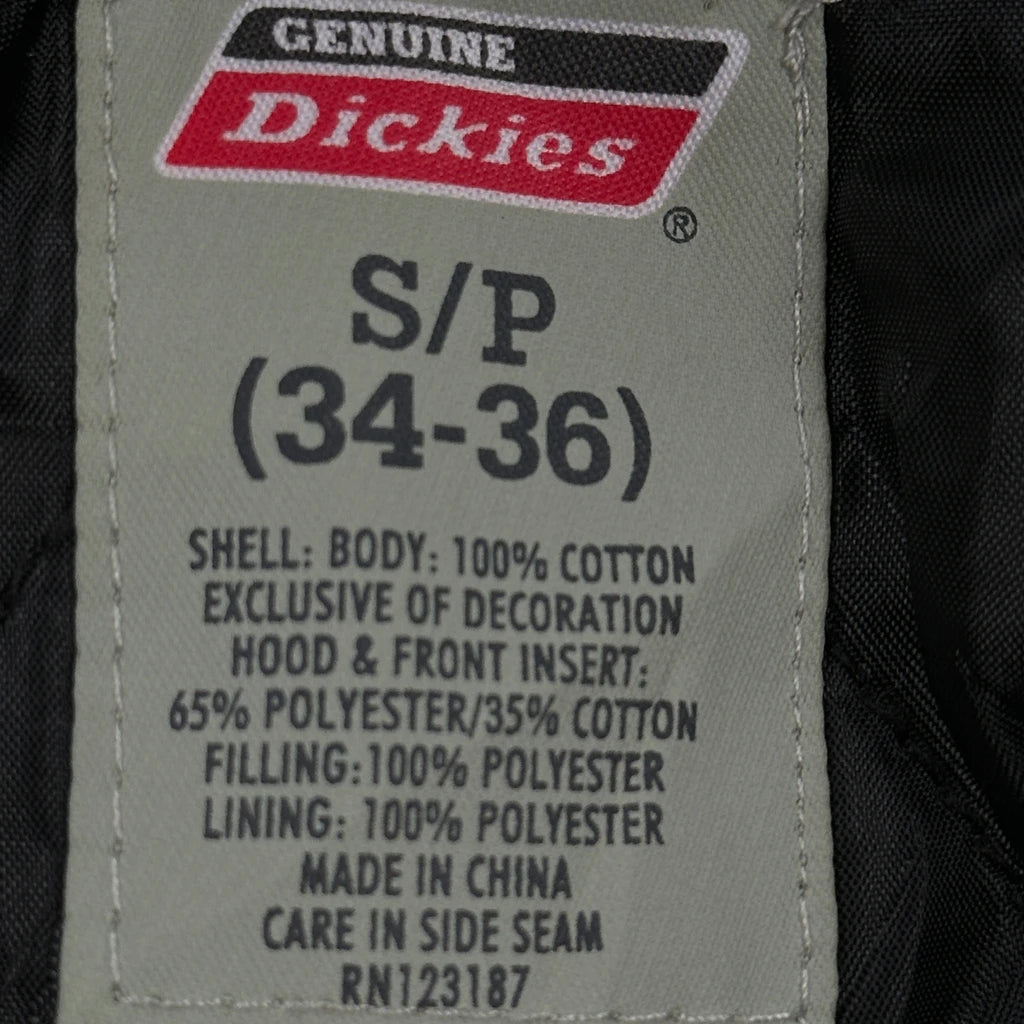 GENUINE
Dickies
®
S/P
(34-36)
SHELL: BODY: 100% COTTON
EXCLUSIVE OF DECORATION
HOOD & FRONT INSERT:
65% POLYESTER/35% COTTON
FILLING:100% POLYESTER
LINING: 100% POLYESTER
MADE IN CHINA
CARE IN SIDE SEAM
RN123187